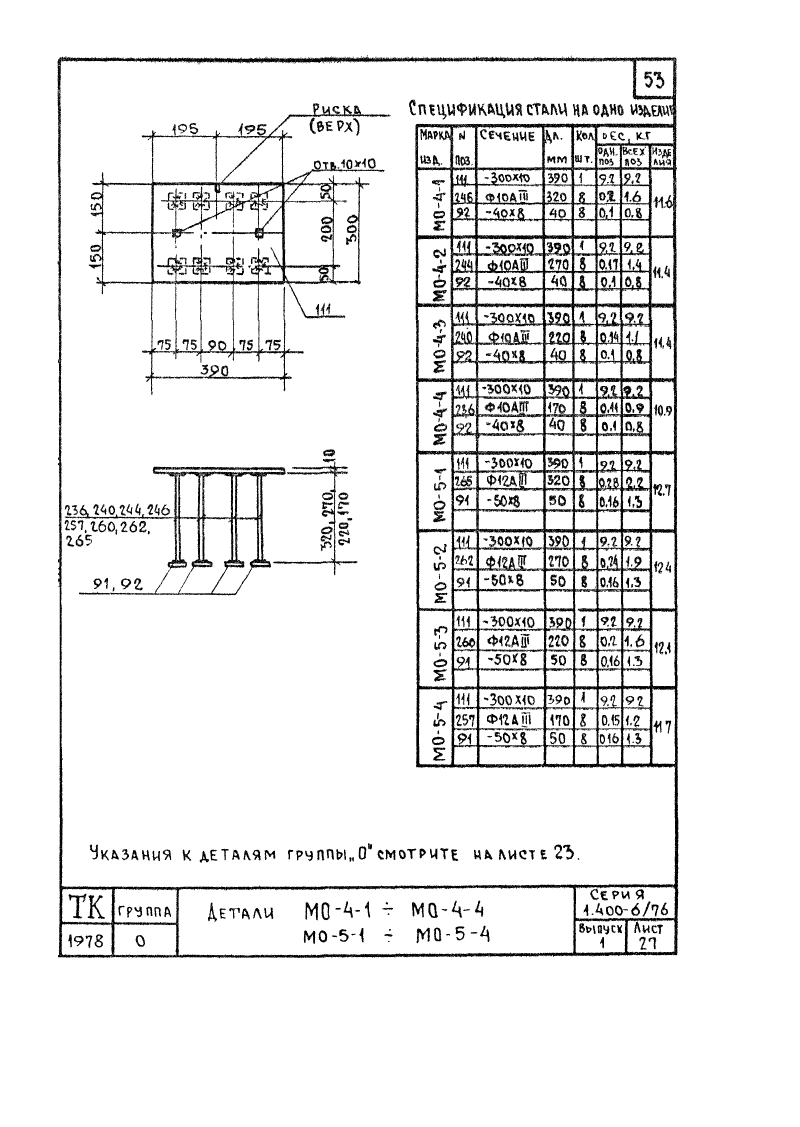 53
Риска
(ВЕРХ)
195 195
Отв. 10×10
150
150
50
200
50
300
111
75 75 90 75 75
390
10
236, 240, 244, 246
257, 260, 262,
265
320, 270,
220, 170
91, 92
Спецификация стали на одно изделие
Марка изд. N поз. Сечение Дл. мм Кол шт. Вес, кг
Одн. поз Всех поз Изделия
МО-4-1 11.6
111 -300×10 390 1 9.2 9.2
246 Ф10АIII 320 8 0.2 1.6
92 -40×8 40 8 0,1 0.8
МО-4-2 11.4
111 -300×10 390 1 9.2 9,2
244 Ф10АIII 270 8 0.17 1.4
92 -40×8 40 8 0.1 0,8
МО-4-3 11.4
111 -300×10 390 1 9.2 9.2
240 Ф10АIII 220 8 0.14 1.1
92 -40×8 40 8 0.1 0,8
МО-4-4 10.9
111 -300×10 390 1 9.2 9.2
236 Ф10АIII 170 8 0.11 0.9
92 -40×8 40 8 0.1 0,8
МО-5-1 12.7
111 -300×10 390 1 9.2 9.2
265 Ф12АIII 320 8 0.28 2.2
91 -50×8 50 8 0.16 1.3
МО-5-2 12.4
111 -300×10 390 1 9.2 9.2
262 Ф12АIII 270 8 0,24 1.9
91 -50×8 50 8 0.16 1.3
МО-5-3 12.1
111 -300×10 390 1 9.2 9.2
260 Ф12АIII 220 8 0.2 1.6
91 -50×8 50 8 0.16 1.3
МО-5-4 11.7
111 -300×10 390 1 9.2 9.2
257 Ф12АIII 170 8 0.15 1.2
91 -50×8 50 8 0.16 1.3
Указания к деталям группы „О" смотрите на листе 23.
ТК
1978
Группа
О
Детали МО-4-1 ÷ МО-4-4
МО-5-1 ÷ МО-5-4
Серия
1.400-6/76
Выпуск
1
Лист
27